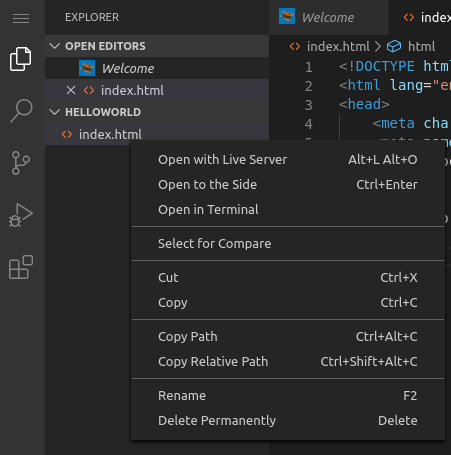 EXPLORER
OPEN EDITORS
Welcome
index.html
HELLOWORLD
index.html
Welcome
index
index.html > html
1 <!DOCTYPE htm
2 <html lang="en
3 <head>
4 <meta cha
Open with Live Server Alt+L Alt+O
Open to the Side Ctrl+Enter
Open in Terminal
Select for Compare
Cut Ctrl+X
Copy Ctrl+C
Copy Path Ctrl+Alt+C
Copy Relative Path Ctrl+Shift+Alt+C
Rename F2
Delete Permanently Delete